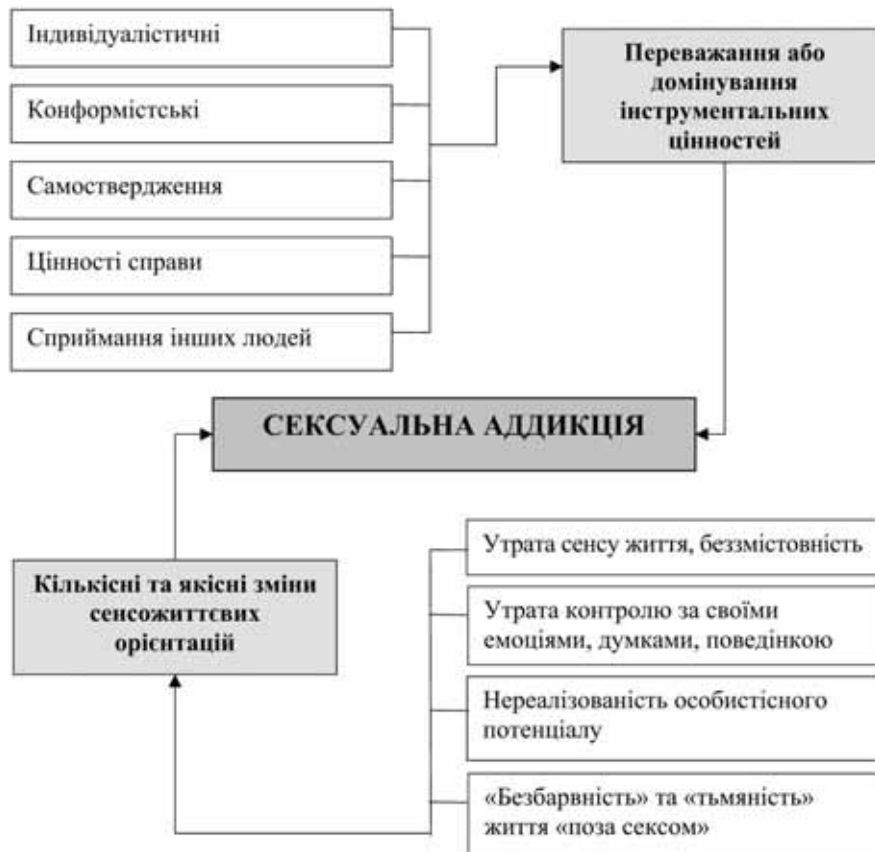 Індивідуалістичні
Конформістські
Самоствердження
Цінності справи
Сприймання інших людей
Переважання або
домінування
інструментальних
цінностей
СЕКСУАЛЬНА АДДИКЦІЯ
Кількісні та якісні зміни
сенсожиттєвих
орієнтацій
Утрата сенсу життя, беззмістовність
Утрата контролю за своїми
емоціями, думками, поведінкою
Нереалізованість особистісного
потенціалу
«Безбарвність» та «тьмяність»
життя «поза сексом»